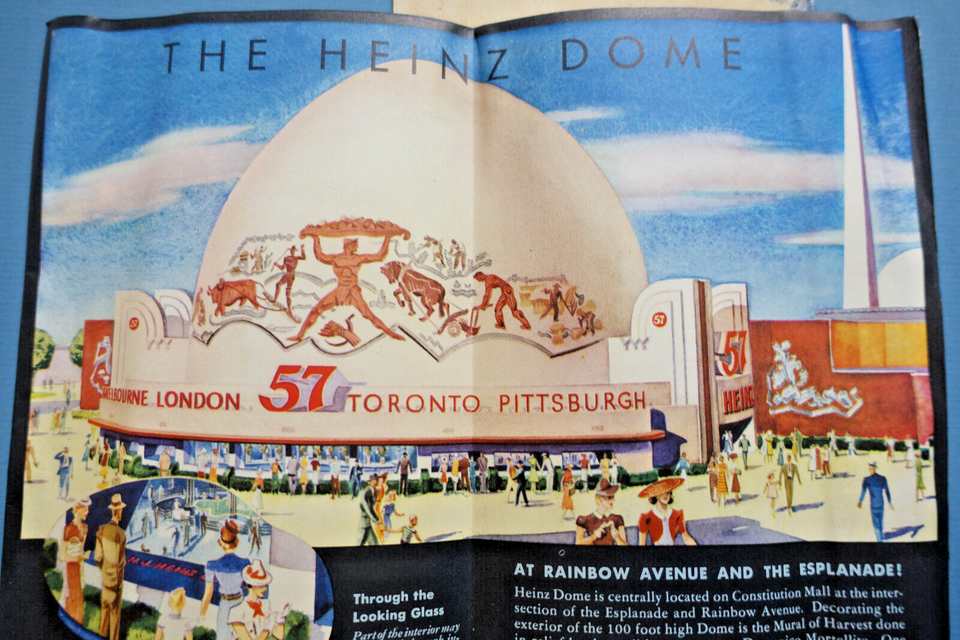 THE HEINZ DOME
57
57
57
HEINZ
MELBOURNE LONDON 57 TORONTO PITTSBURGH
H.J. HEINZ
Through the
Looking Glass
Part of the interior may
AT RAINBOW AVENUE AND THE ESPLANADE!
Heinz Dome is centrally located on Constitution Mall at the inter-
section of the Esplanade and Rainbow Avenue. Decorating the
exterior of the 100 foot high Dome is the Mural of Harvest done